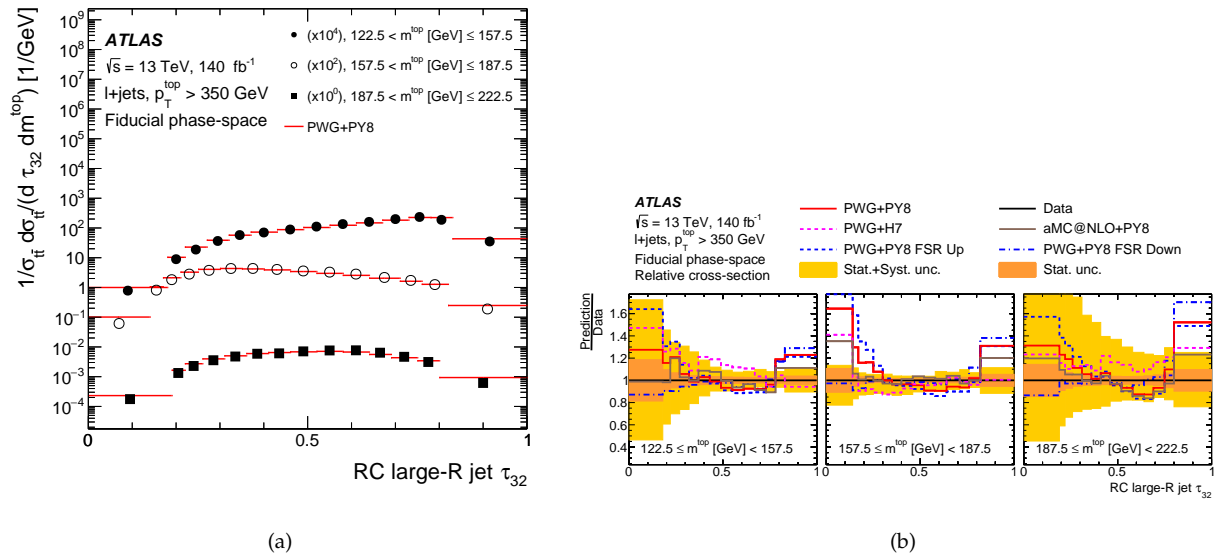 ATLAS
√s = 13 TeV, 140 fb⁻¹
l+jets, p_T^top > 350 GeV
Fiducial phase-space
(x10⁴), 122.5 < m^top [GeV] ≤ 157.5
(x10²), 157.5 < m^top [GeV] ≤ 187.5
(x10⁰), 187.5 < m^top [GeV] ≤ 222.5
PWG+PY8
1/σ_tt̄ dσ_tt̄/(d τ₃₂ dm^top) [1/GeV]
10⁹
10⁸
10⁷
10⁶
10⁵
10⁴
10³
10²
10
1
10⁻¹
10⁻²
10⁻³
10⁻⁴
0 0.5 1
RC large-R jet τ₃₂
(a)
ATLAS
√s = 13 TeV, 140 fb⁻¹
l+jets, p_T^top > 350 GeV
Fiducial phase-space
Relative cross-section
PWG+PY8
PWG+H7
PWG+PY8 FSR Up
Stat.+Syst. unc.
Data
aMC@NLO+PY8
PWG+PY8 FSR Down
Stat. unc.
Prediction
Data
1.6
1.4
1.2
1
0.8
0.6
0.4
122.5 ≤ m^top [GeV] < 157.5
157.5 ≤ m^top [GeV] < 187.5
187.5 ≤ m^top [GeV] < 222.5
0 0.5 1 0.5 1 0.5 1
RC large-R jet τ₃₂
(b)